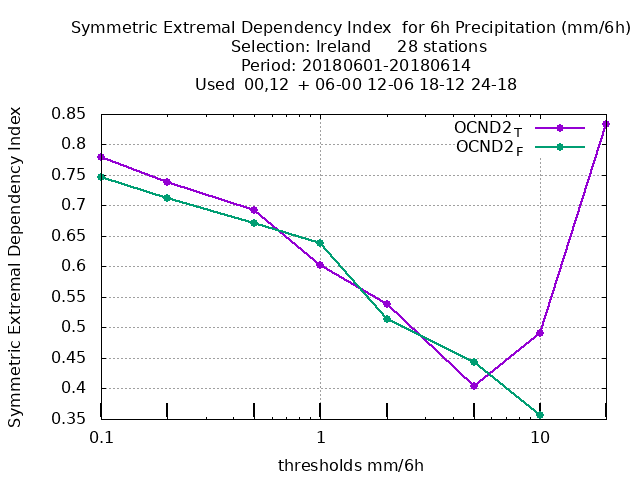 Symmetric Extremal Dependency Index for 6h Precipitation (mm/6h)
Selection: Ireland 28 stations
Period: 20180601-20180614
Used 00,12 + 06-00 12-06 18-12 24-18
Symmetric Extremal Dependency Index
0.85
0.8
0.75
0.7
0.65
0.6
0.55
0.5
0.45
0.4
0.35
OCND2T
OCND2F
0.1 1 10
thresholds mm/6h